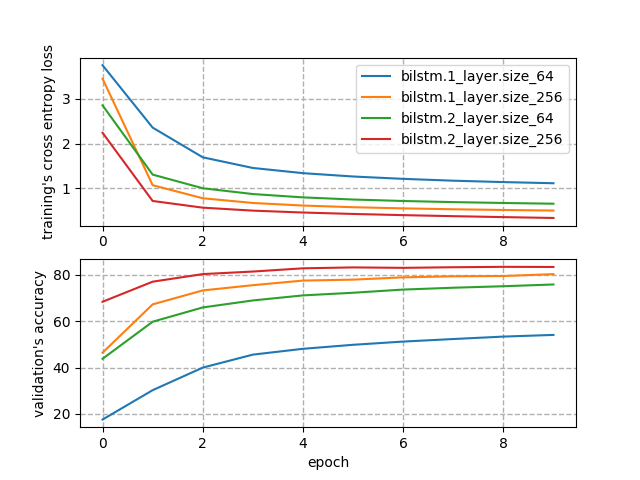 training's cross entropy loss
3
2
1
bilstm.1_layer.size_64
bilstm.1_layer.size_256
bilstm.2_layer.size_64
bilstm.2_layer.size_256
0 2 4 6 8
validation's accuracy
80
60
40
20
0 2 4 6 8
epoch